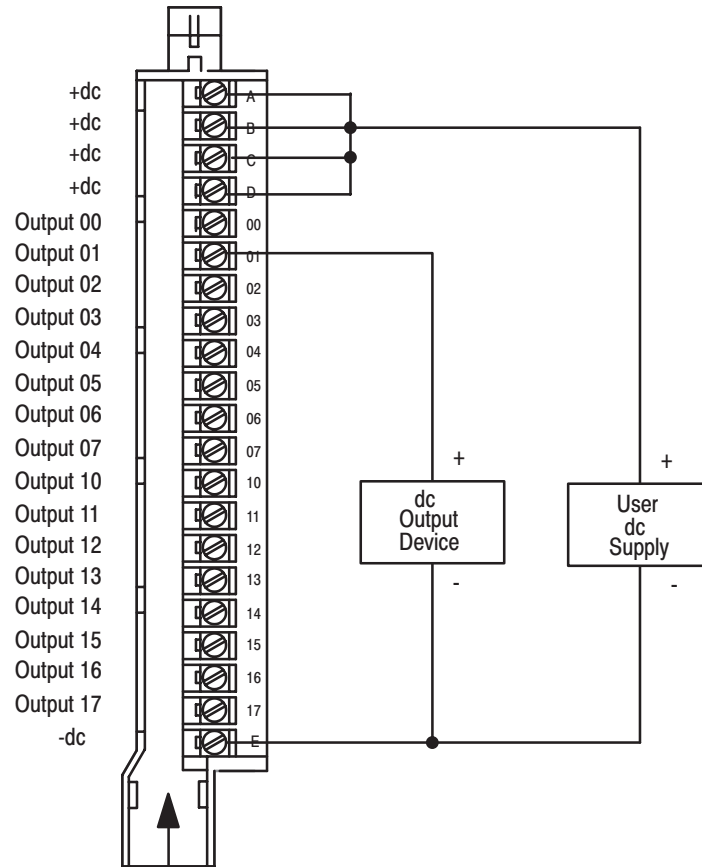 +dc
+dc
+dc
+dc
Output 00
Output 01
Output 02
Output 03
Output 04
Output 05
Output 06
Output 07
Output 10
Output 11
Output 12
Output 13
Output 14
Output 15
Output 16
Output 17
-dc
A
B
C
D
00
01
02
03
04
05
06
07
10
11
12
13
14
15
16
17
E
+
dc
Output
Device
-
+
User
dc
Supply
-